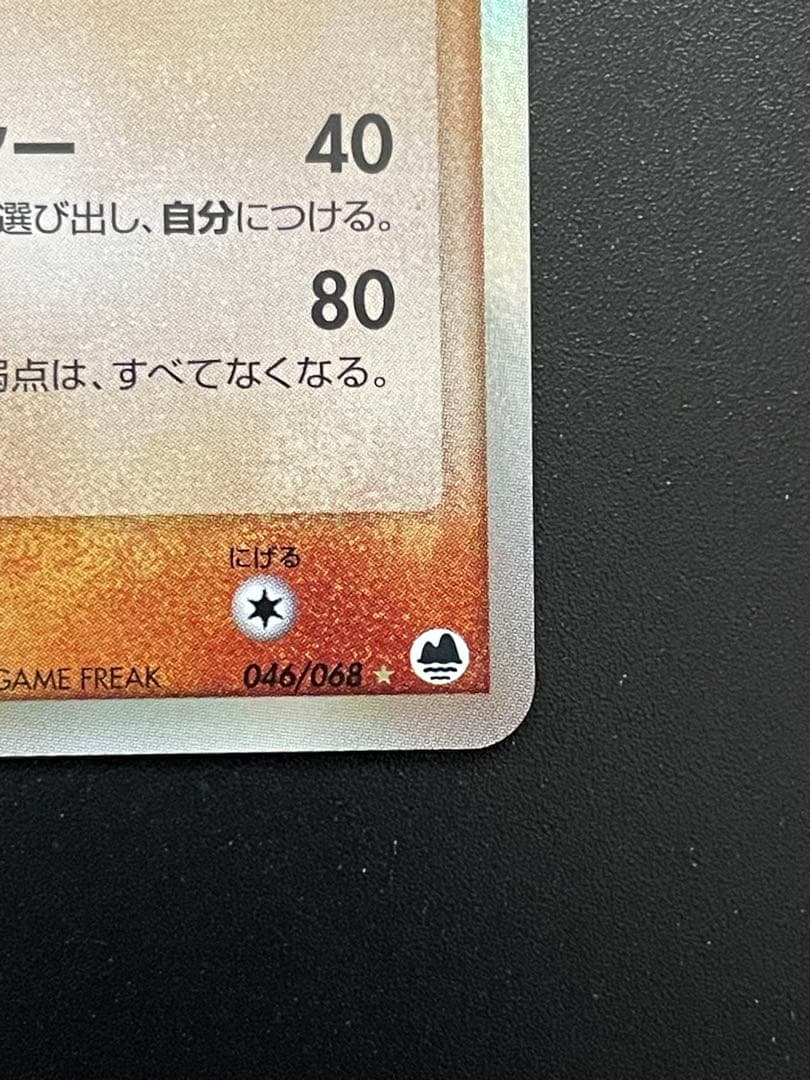 ー 40
選び出し、自分につける。
80
点は、すべてなくなる。
にげる
GAME FREAK 046/068 ★